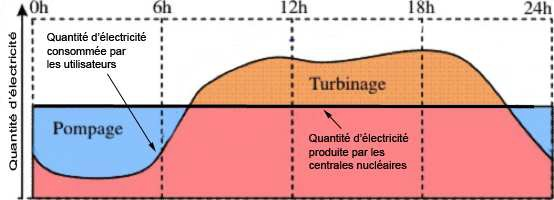 0h 6h 12h 18h 24h
Quantité d'électricité
Quantité d'électricité
consommée par
les utilisateurs
Turbinage
Pompage
Quantité d'électricité
produite par les
centrales nucléaires